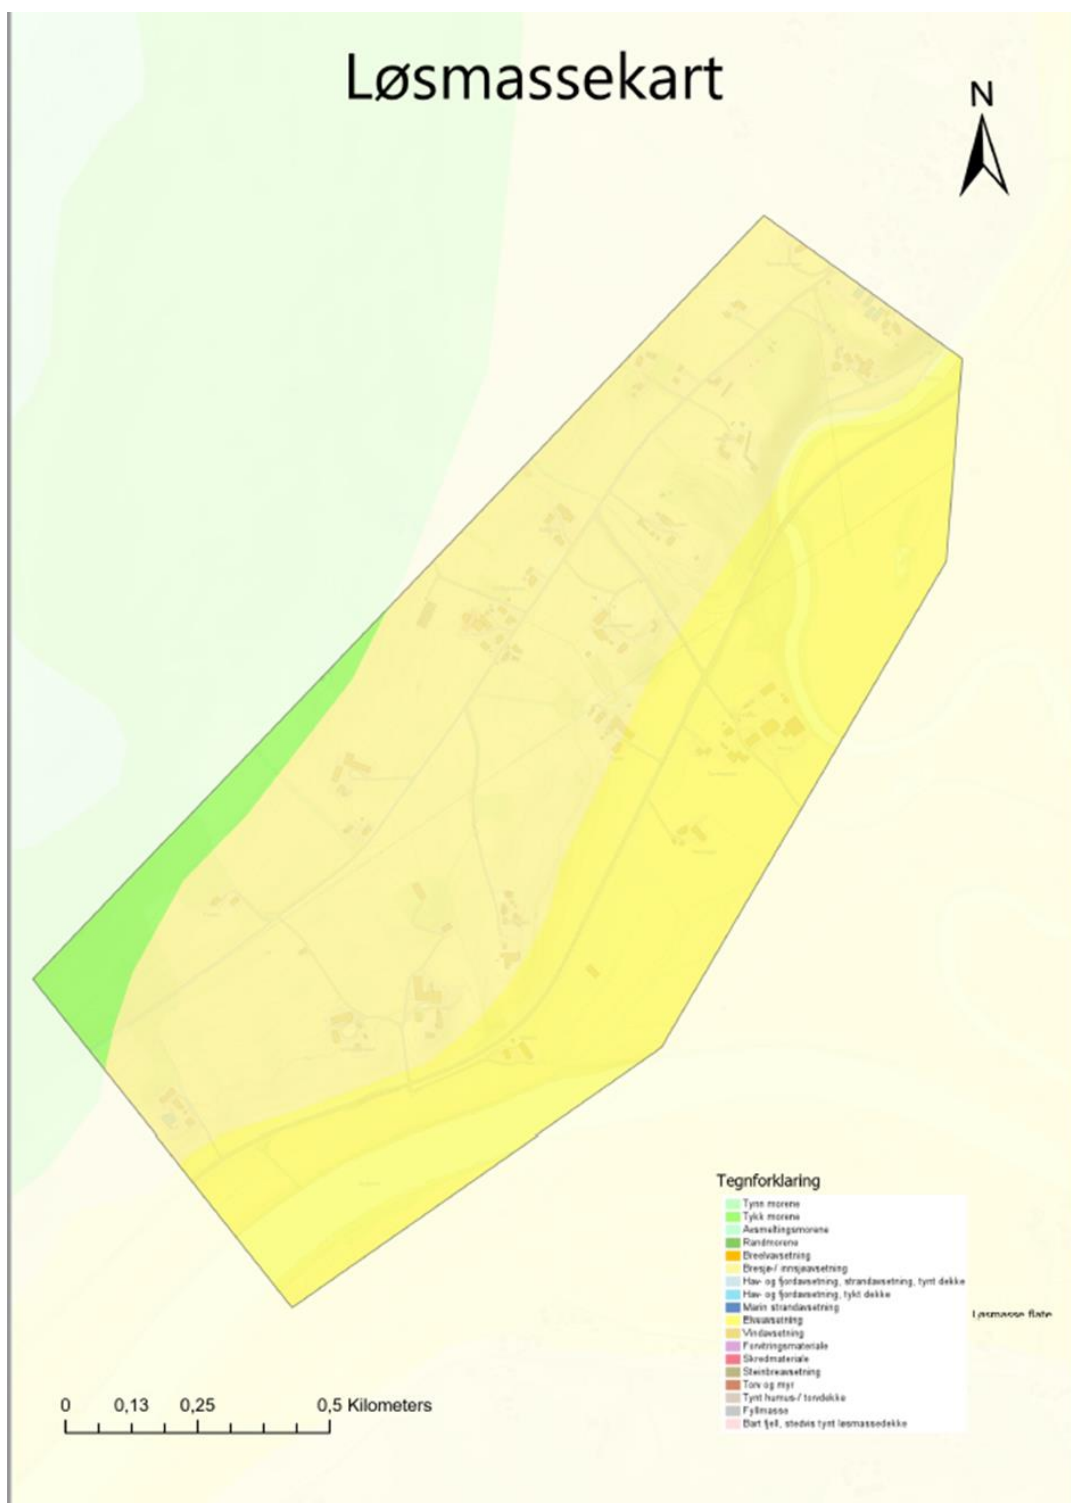 Løsmassekart
N
Tegnforklaring
Tynn morene
Tykk morene
Avsmeltingsmorene
Randmorene
Breelvavsetning
Bresjø-/ innsjøavsetning
Hav- og fjordavsetning, strandavsetning, tynt dekke
Hav- og fjordavsetning, tykt dekke
Marin strandavsetning
Elveavsetning
Løsmasse flate
Vindavsetning
Forvitringsmateriale
Skredmateriale
Steinbreavsetning
Torv og myr
Tynt humus-/ torvdekke
Fyllmasse
Bart fjell, stedvis tynt løsmassedekke
0 0,13 0,25 0,5 Kilometers